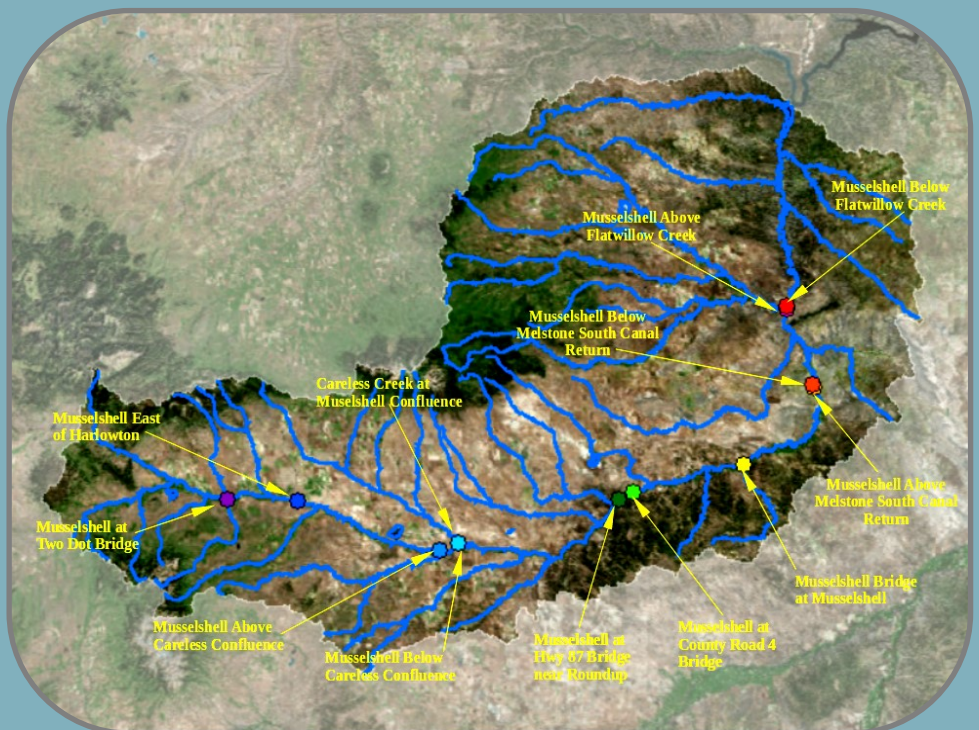 Musselshell Below
Flatwillow Creek
Musselshell Above
Flatwillow Creek
Musselshell Below
Melstone South Canal
Return
Careless Creek at
Muselshell Confluence
Musselshell East
of Harlowton
Musselshell at
Two Dot Bridge
Musselshell Above
Melstone South Canal
Return
Musselshell Bridge
at Musselshell
Musselshell Above
Careless Confluence
Musselshell Below
Careless Confluence
Musselshell at
Hwy 87 Bridge
near Roundup
Musselshell at
County Road 4
Bridge